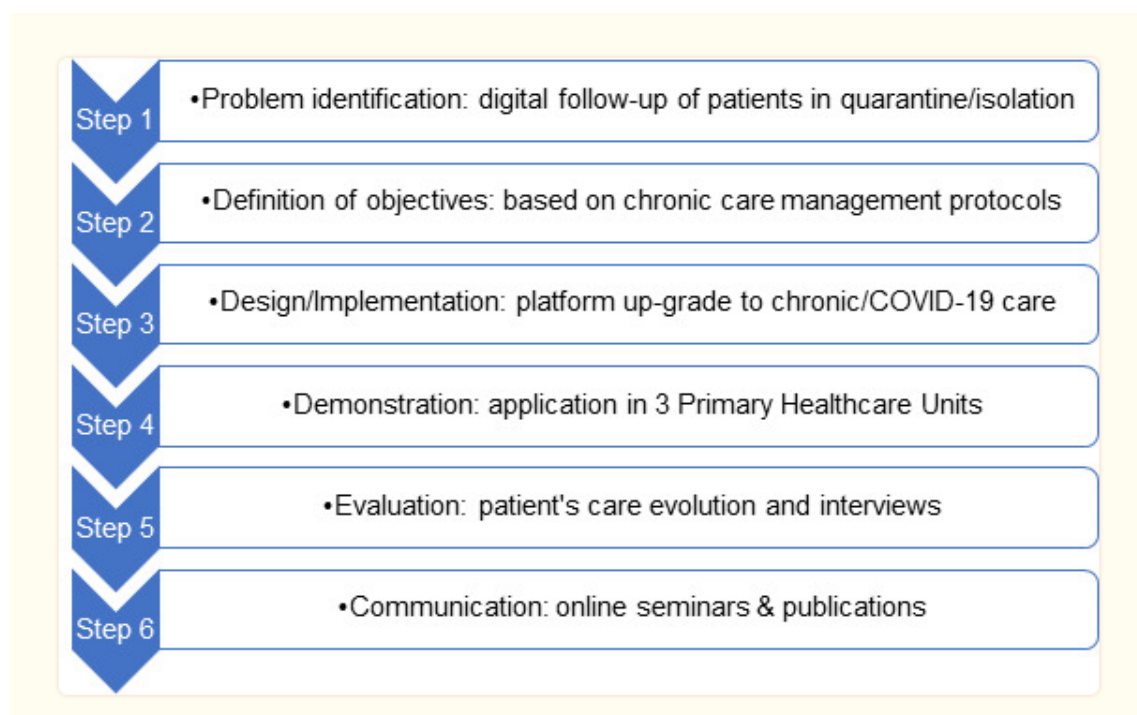 Step 1
•Problem identification: digital follow-up of patients in quarantine/isolation
Step 2
•Definition of objectives: based on chronic care management protocols
Step 3
•Design/Implementation: platform up-grade to chronic/COVID-19 care
Step 4
•Demonstration: application in 3 Primary Healthcare Units
Step 5
•Evaluation: patient's care evolution and interviews
Step 6
•Communication: online seminars & publications